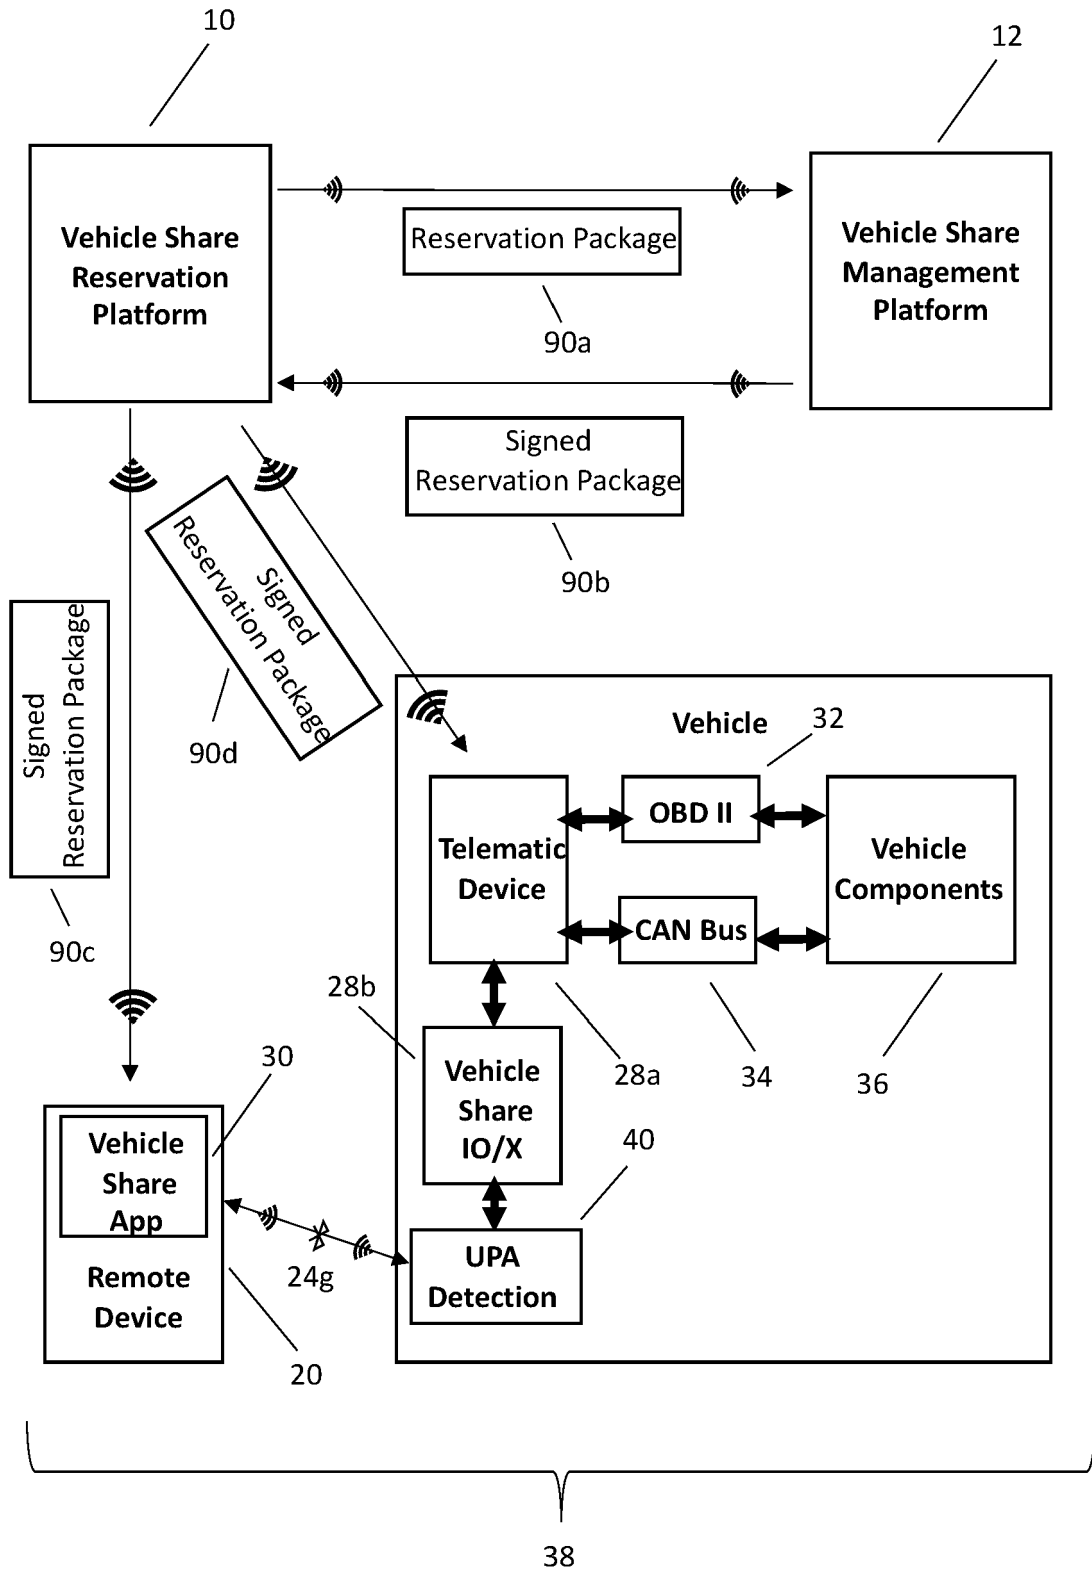 10
12
Vehicle Share
Reservation
Platform
Reservation Package
90a
Vehicle Share
Management
Platform
Signed
Reservation Package
90b
Signed
Reservation Package
90d
Signed
Reservation Package
90c
Vehicle
32
Telematic
Device
OBD II
CAN Bus
Vehicle
Components
28b
28a
34
36
Vehicle
Share
IO/X
40
30
Vehicle
Share
App
Remote
Device
24g
20
UPA
Detection
38